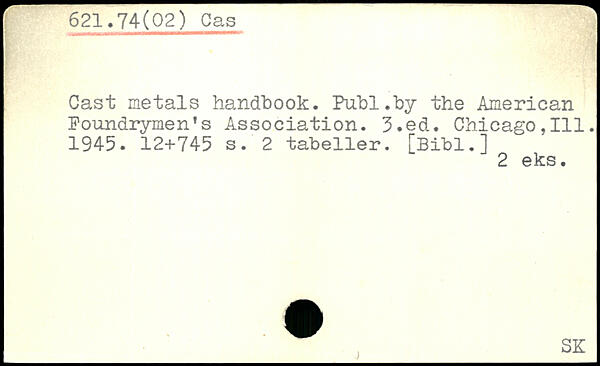 621.74(02) Cas
Cast metals handbook. Publ.by the American
Foundrymen's Association. 3.ed. Chicago,Ill.
1945. 12+745 s. 2 tabeller. [Bibl.]
2 eks.
SK